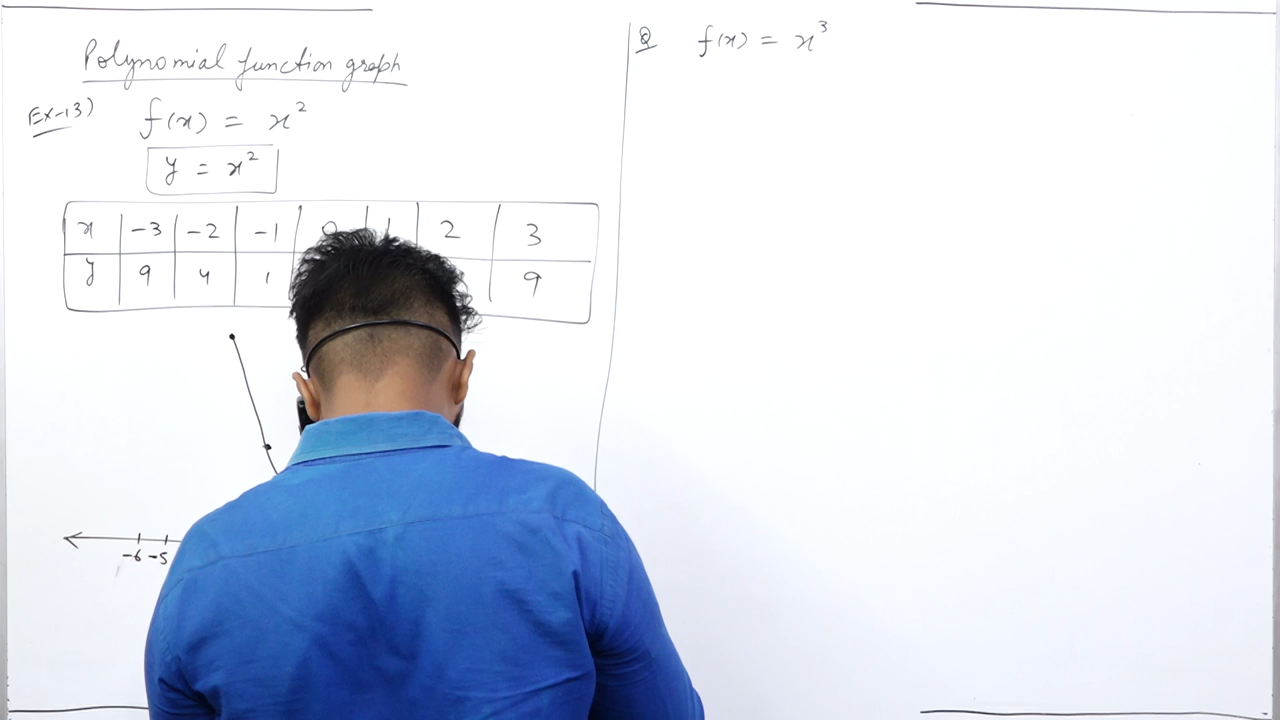 Polynomial function graph
Ex-13) f(x) = x²
y = x²
x -3 -2 -1 2 3
y 9 4 1 9
-6 -5
Q f(x) = x³